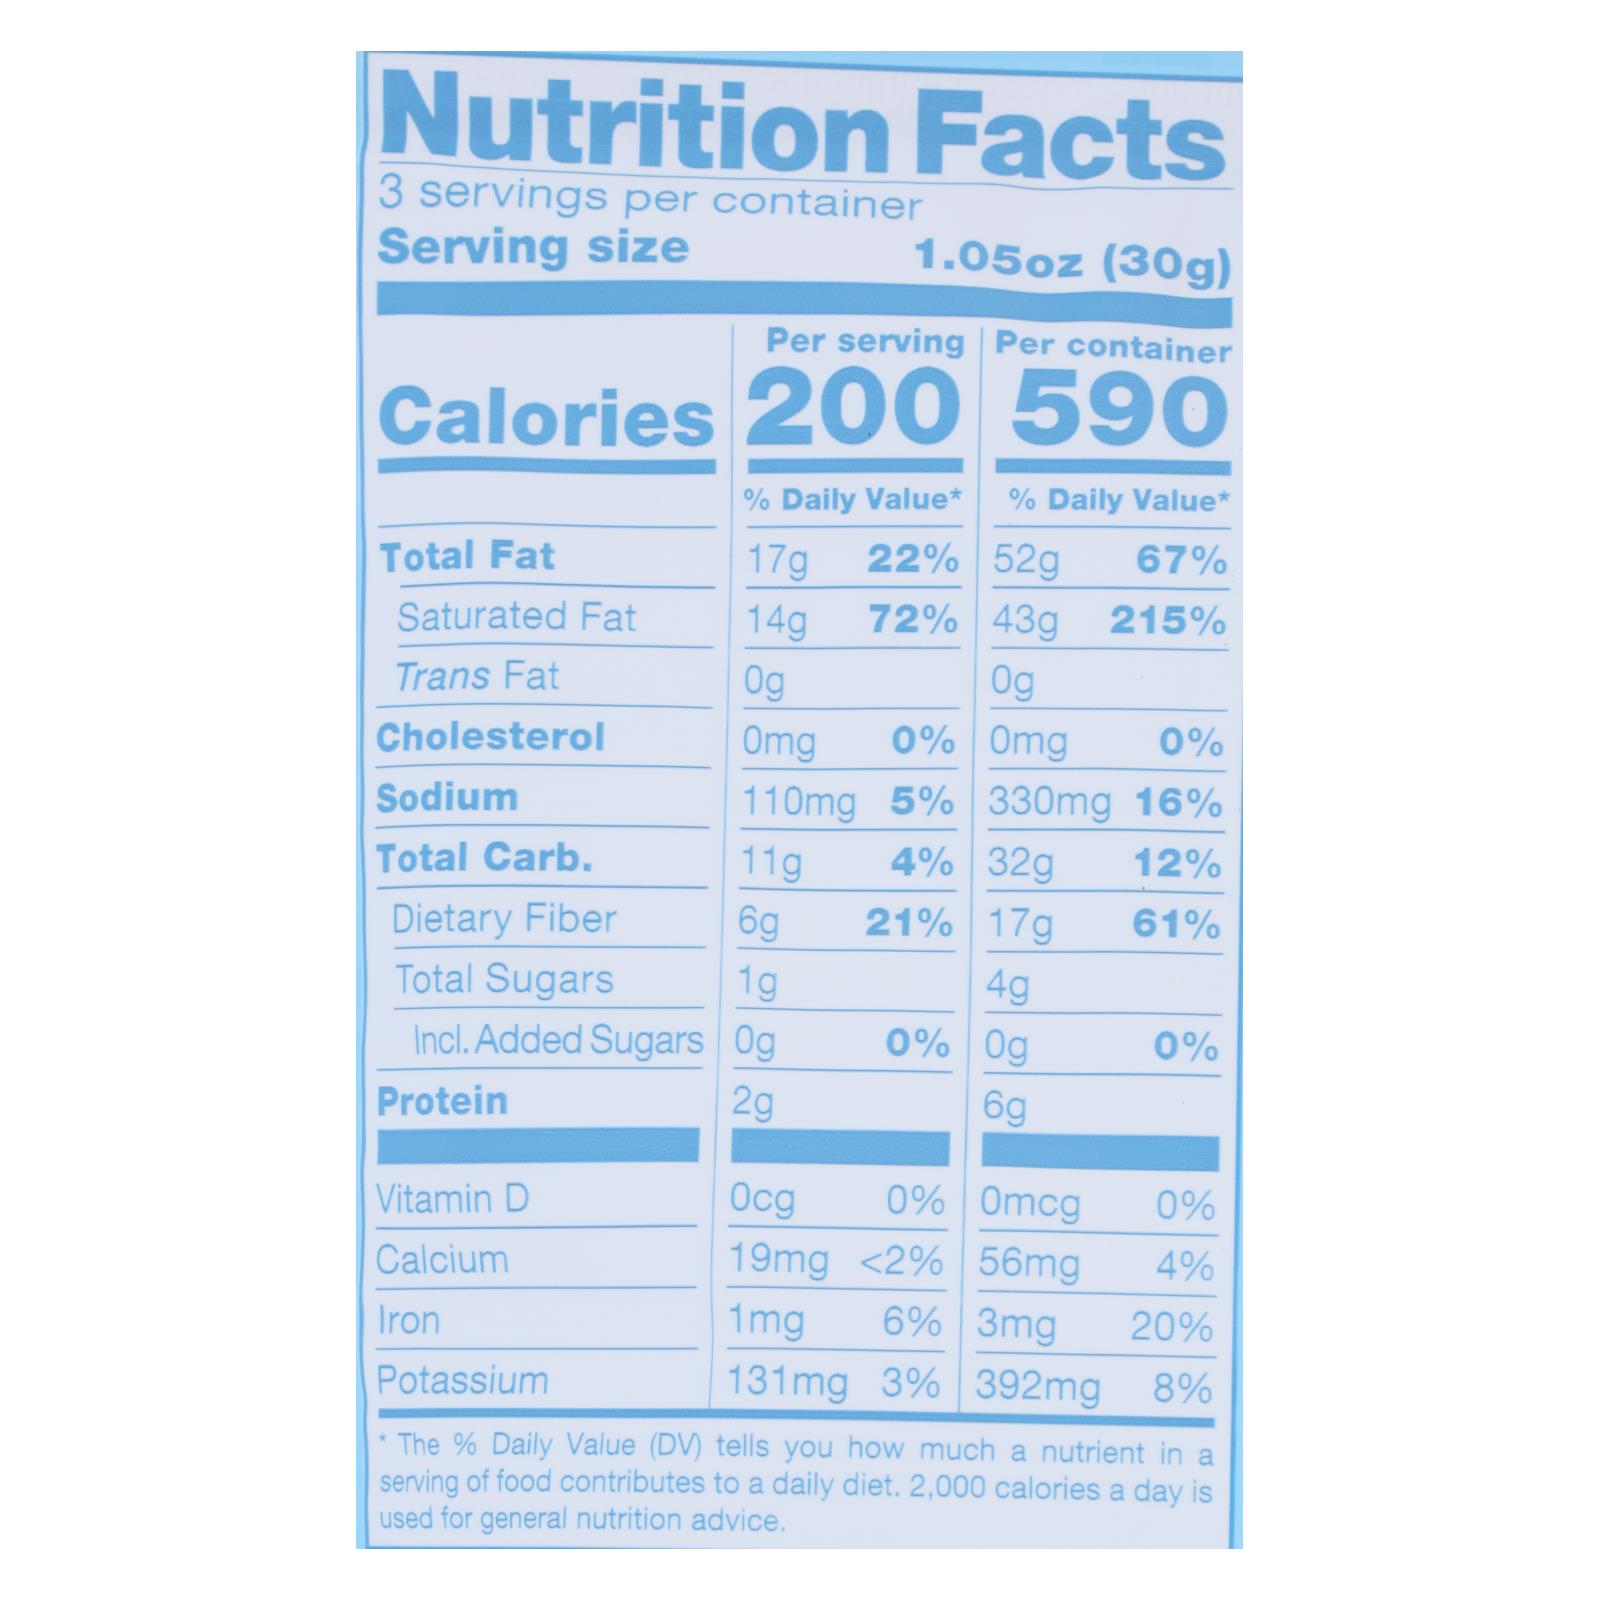 Nutrition Facts
3 servings per container
Serving size 1.05oz (30g)
Per serving Per container
Calories 200 590
% Daily Value* % Daily Value*
Total Fat 17g 22% 52g 67%
Saturated Fat 14g 72% 43g 215%
Trans Fat 0g 0g
Cholesterol 0mg 0% 0mg 0%
Sodium 110mg 5% 330mg 16%
Total Carb. 11g 4% 32g 12%
Dietary Fiber 6g 21% 17g 61%
Total Sugars 1g 4g
Incl. Added Sugars 0g 0% 0g 0%
Protein 2g 6g
Vitamin D 0cg 0% 0mcg 0%
Calcium 19mg <2% 56mg 4%
Iron 1mg 6% 3mg 20%
Potassium 131mg 3% 392mg 8%
* The % Daily Value (DV) tells you how much a nutrient in a
serving of food contributes to a daily diet. 2,000 calories a day is
used for general nutrition advice.